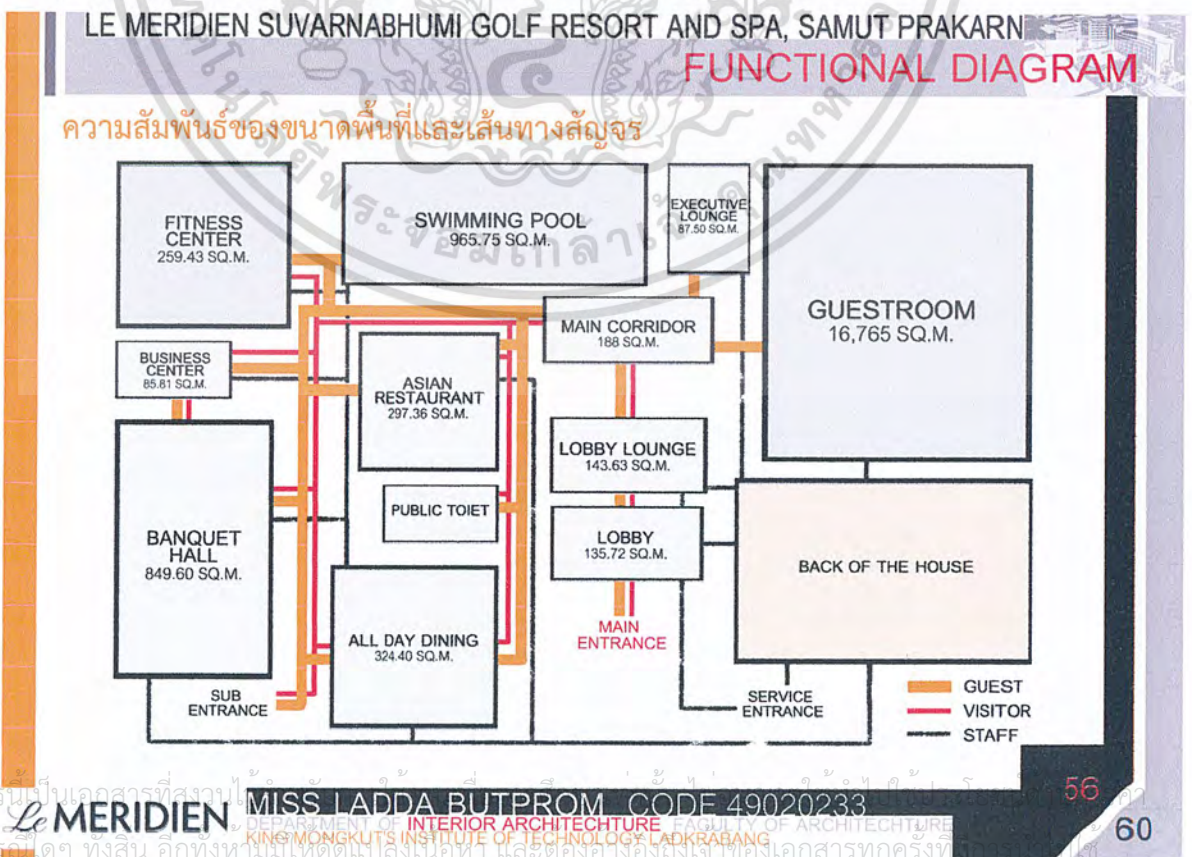 LE MERIDIEN SUVARNABHUMI GOLF RESORT AND SPA, SAMUT PRAKARN
FUNCTIONAL DIAGRAM
ความสัมพันธ์ของขนาดพื้นที่และเส้นทางสัญจร
FITNESS
CENTER
259.43 SQ.M.
SWIMMING POOL
965.75 SQ.M.
EXECUTIVE
LOUNGE
87.50 SQ.M.
GUESTROOM
16,765 SQ.M.
MAIN CORRIDOR
188 SQ.M.
BUSINESS
CENTER
85.81 SQ.M.
ASIAN
RESTAURANT
297.36 SQ.M.
LOBBY LOUNGE
143.63 SQ.M.
PUBLIC TOIET
BANQUET
HALL
849.60 SQ.M.
LOBBY
135.72 SQ.M.
BACK OF THE HOUSE
MAIN
ENTRANCE
ALL DAY DINING
324.40 SQ.M.
SUB
ENTRANCE
SERVICE
ENTRANCE
GUEST
VISITOR
STAFF
56
60
Le MERIDIEN
MISS LADDA BUTPROM CODE 49020233
DEPARTMENT OF INTERIOR ARCHITECHTURE FACULTY OF ARCHITECHTURE
KING MONGKUT'S INSTITUTE OF TECHNOLOGY LADKRABANG